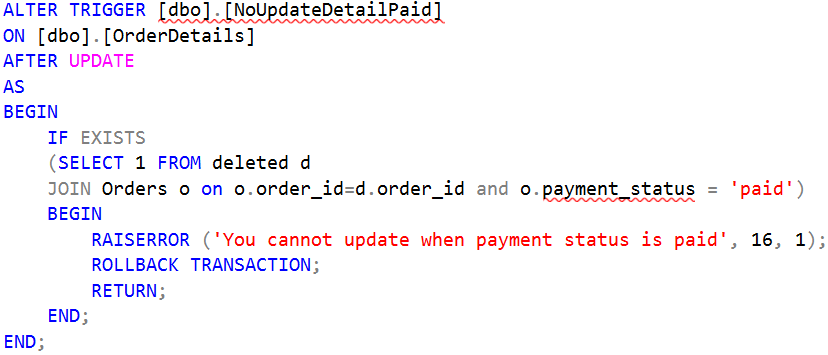 ALTER TRIGGER [dbo].[NoUpdateDetailPaid]
ON [dbo].[OrderDetails]
AFTER UPDATE
AS
BEGIN
    IF EXISTS
    (SELECT 1 FROM deleted d
    JOIN Orders o on o.order_id=d.order_id and o.payment_status = 'paid')
    BEGIN
        RAISERROR ('You cannot update when payment status is paid', 16, 1);
        ROLLBACK TRANSACTION;
        RETURN;
    END;
END;